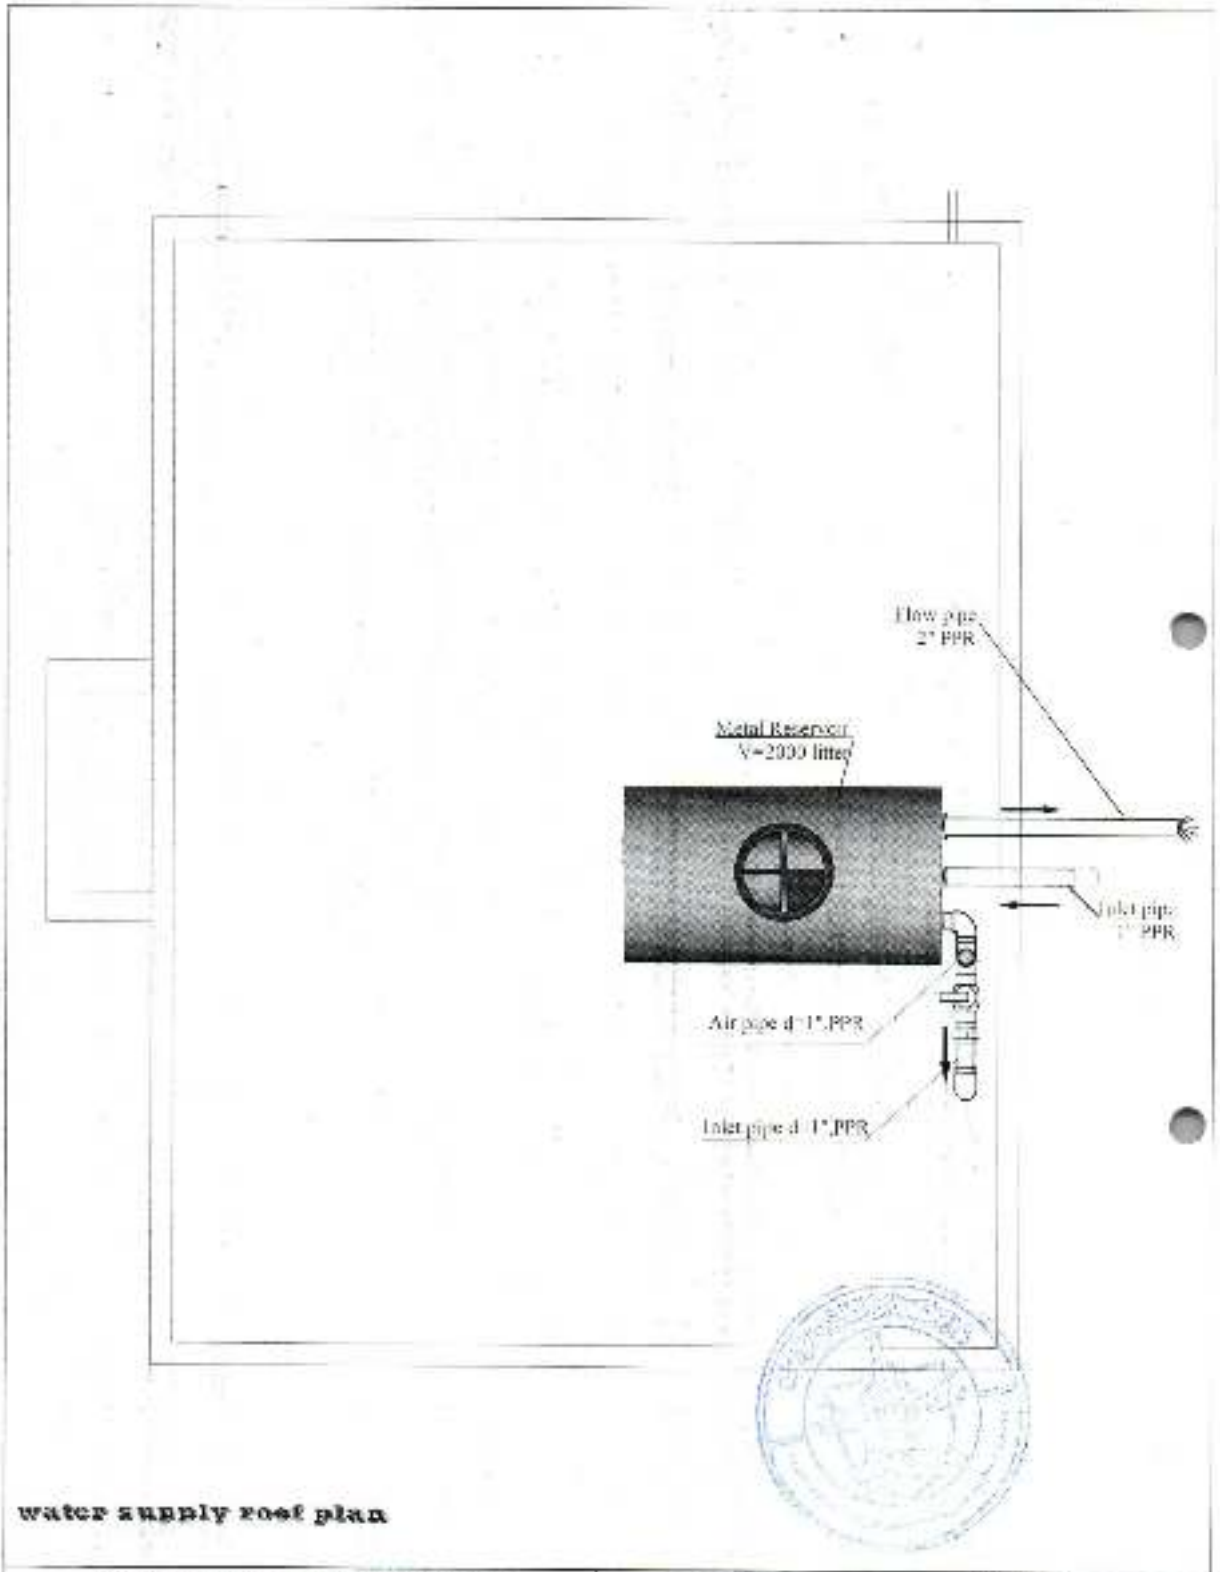 Flow pipe
2" PPR
Metal Reservoir
V=2000 litter
Inlet pipe
1" PPR
Air pipe d=1",PPR
Inlet pipe d=1",PPR
water supply roof plan